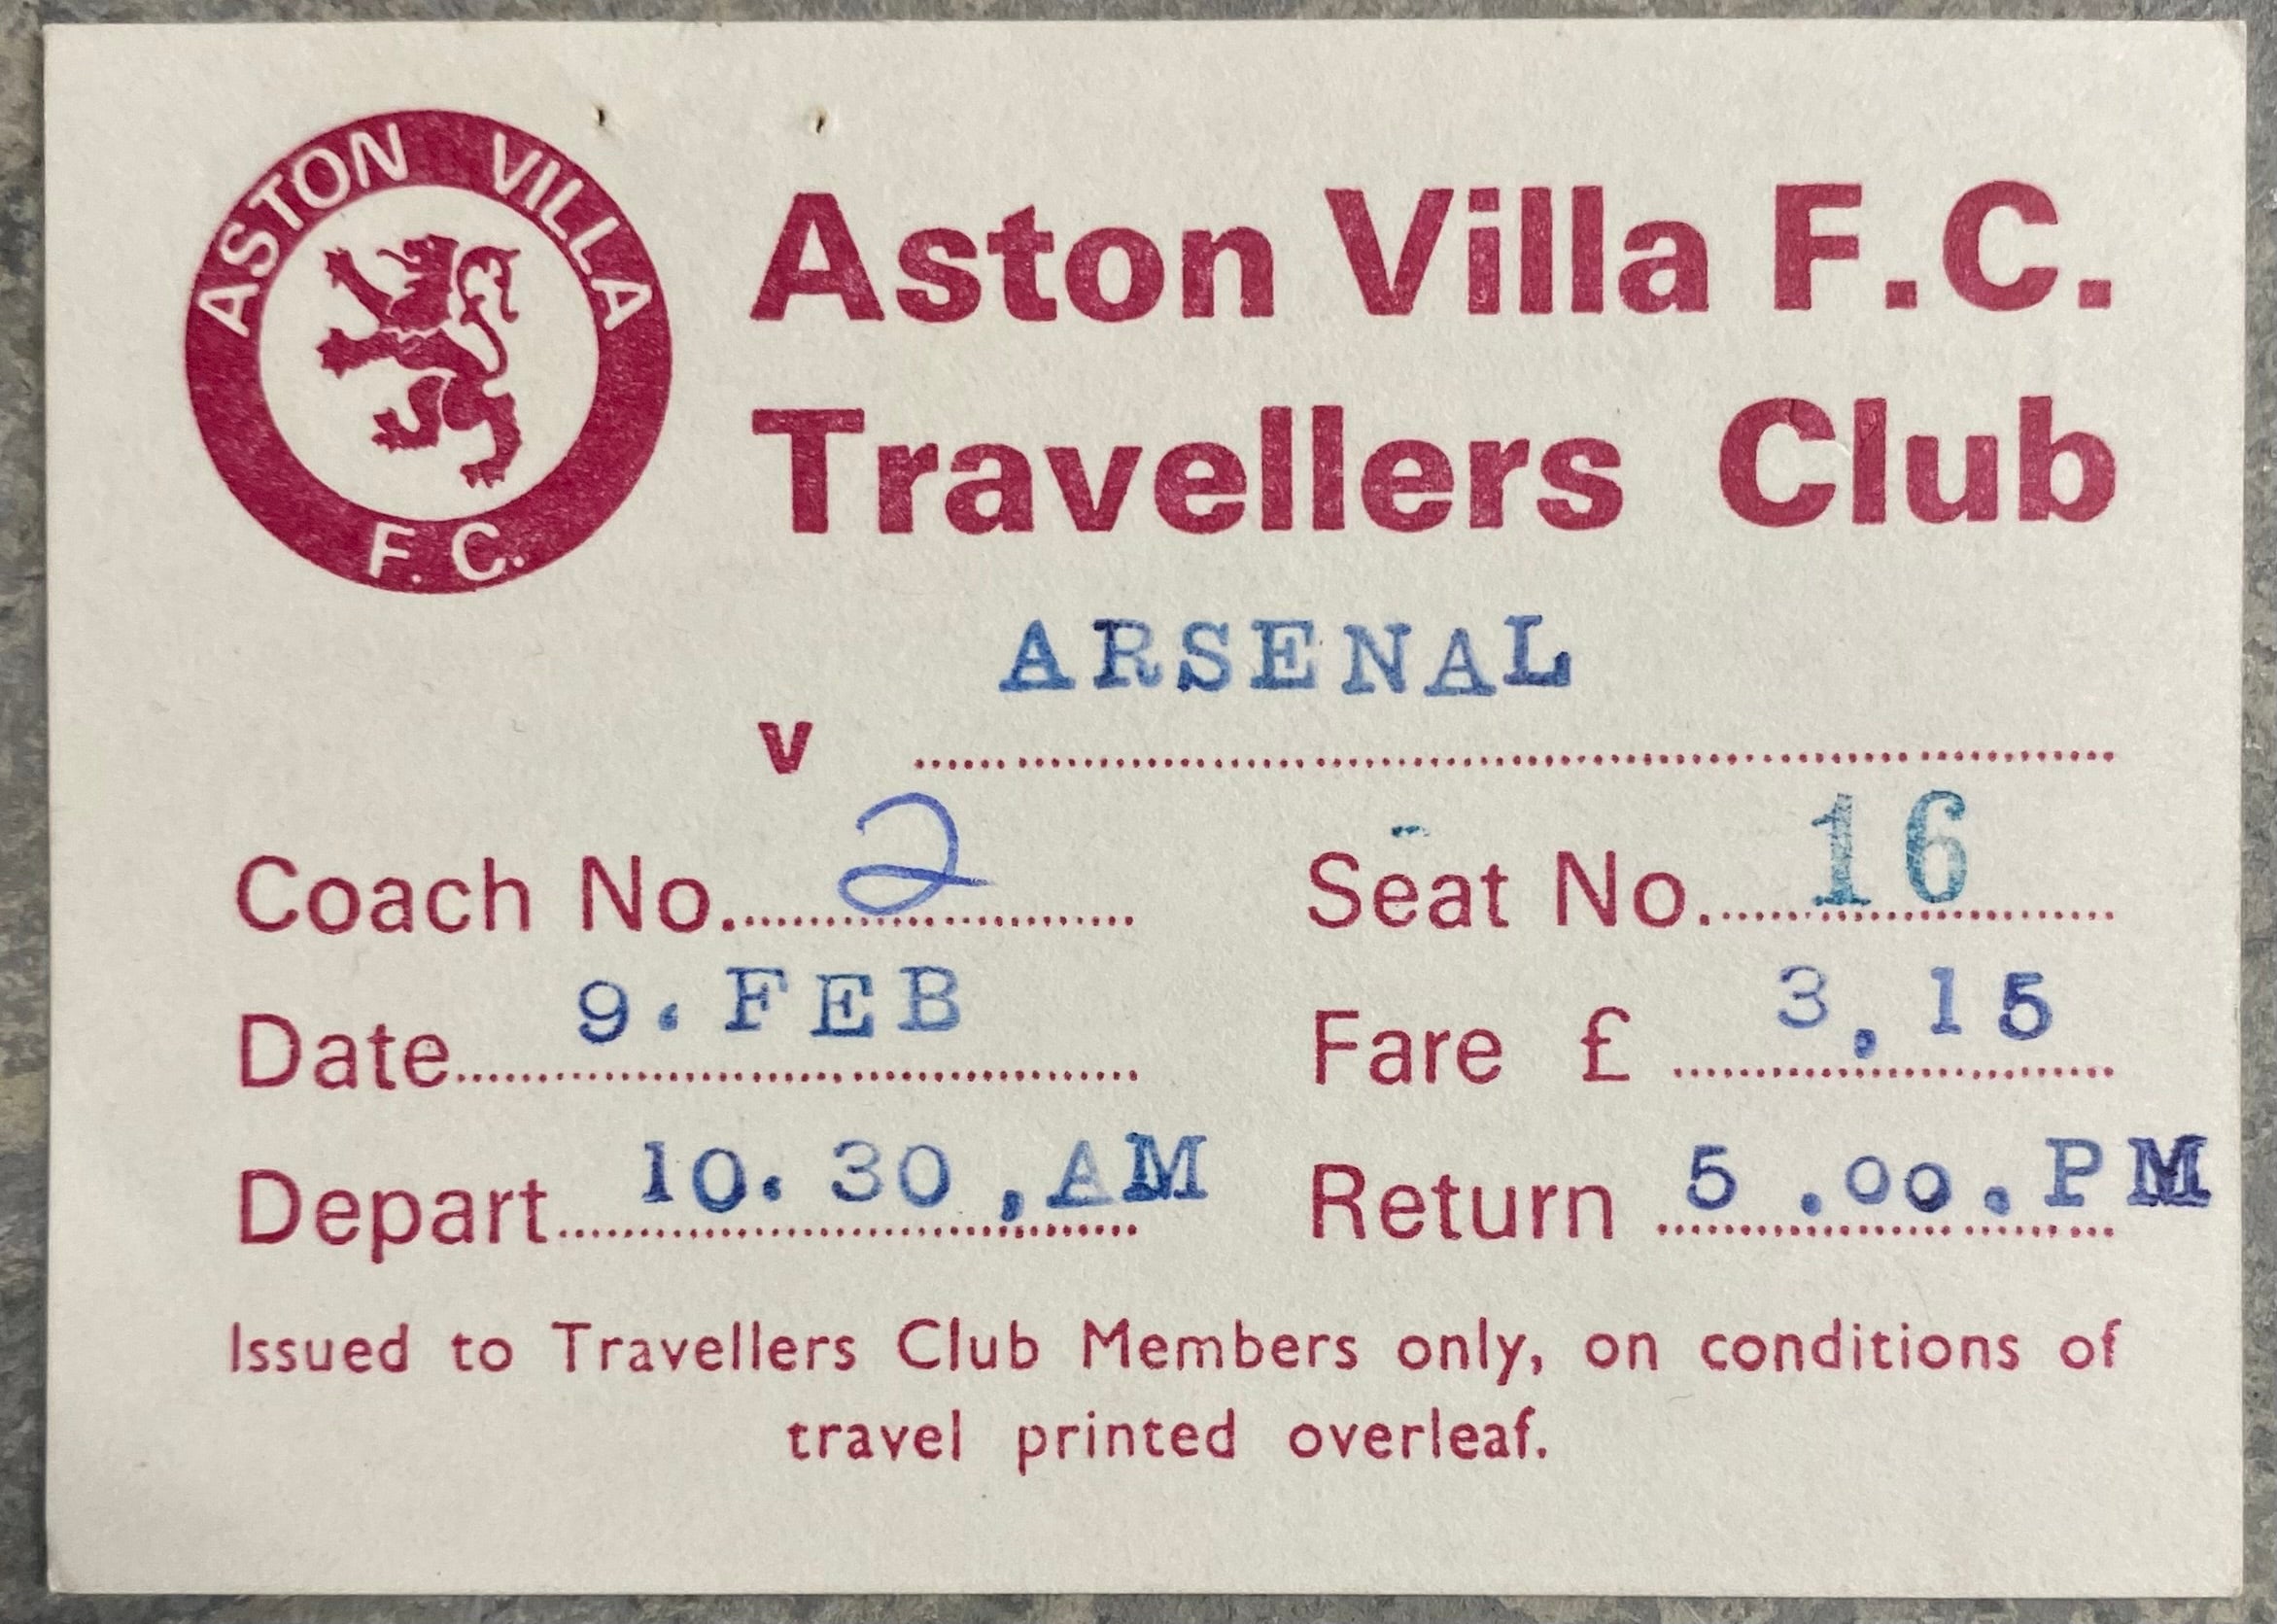 ASTON VILLA
F.C.
Aston Villa F.C.
Travellers Club
v ARSENAL
Coach No. 2 Seat No. 16
Date 9.FEB Fare £ 3,15
Depart 10.30,AM Return 5.00.PM
Issued to Travellers Club Members only, on conditions of
travel printed overleaf.